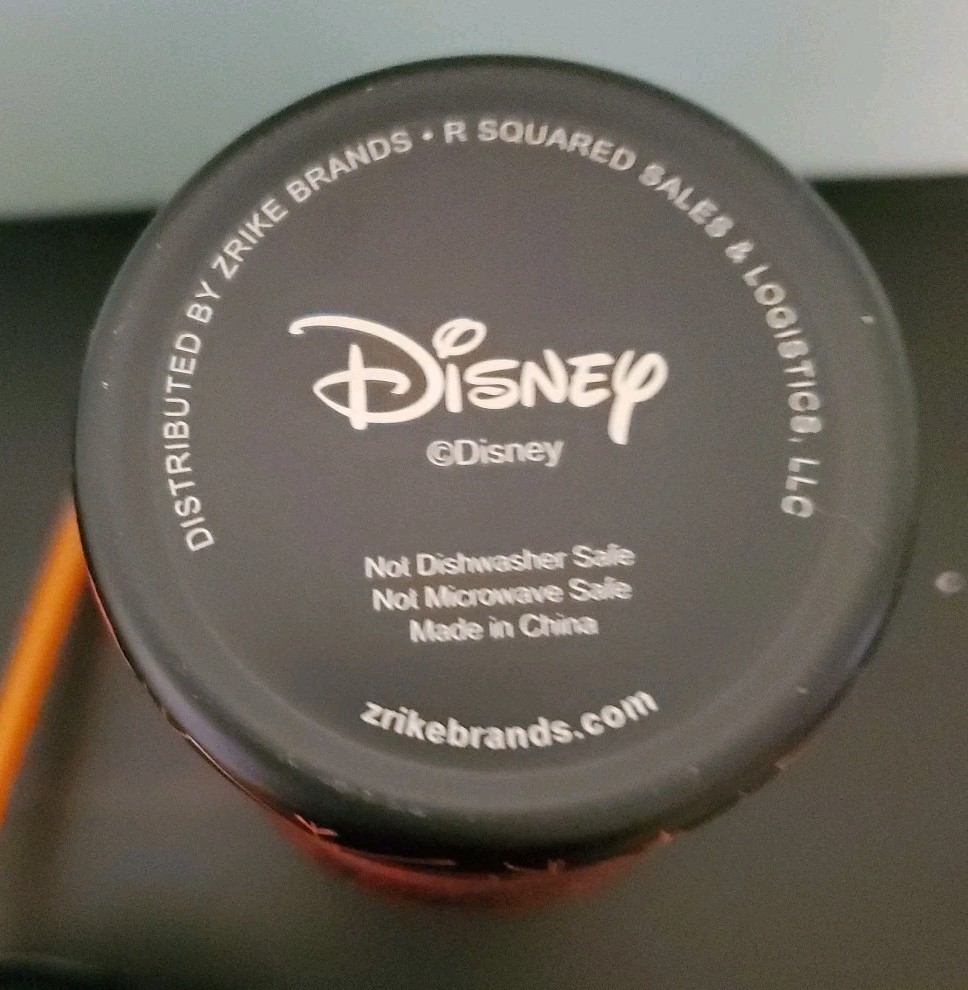 DISTRIBUTED BY ZRIKE BRANDS • R SQUARED SALES & LOGISTICS, LLC
Disney
©Disney
Not Dishwasher Safe
Not Microwave Safe
Made in China
zrikebrands.com